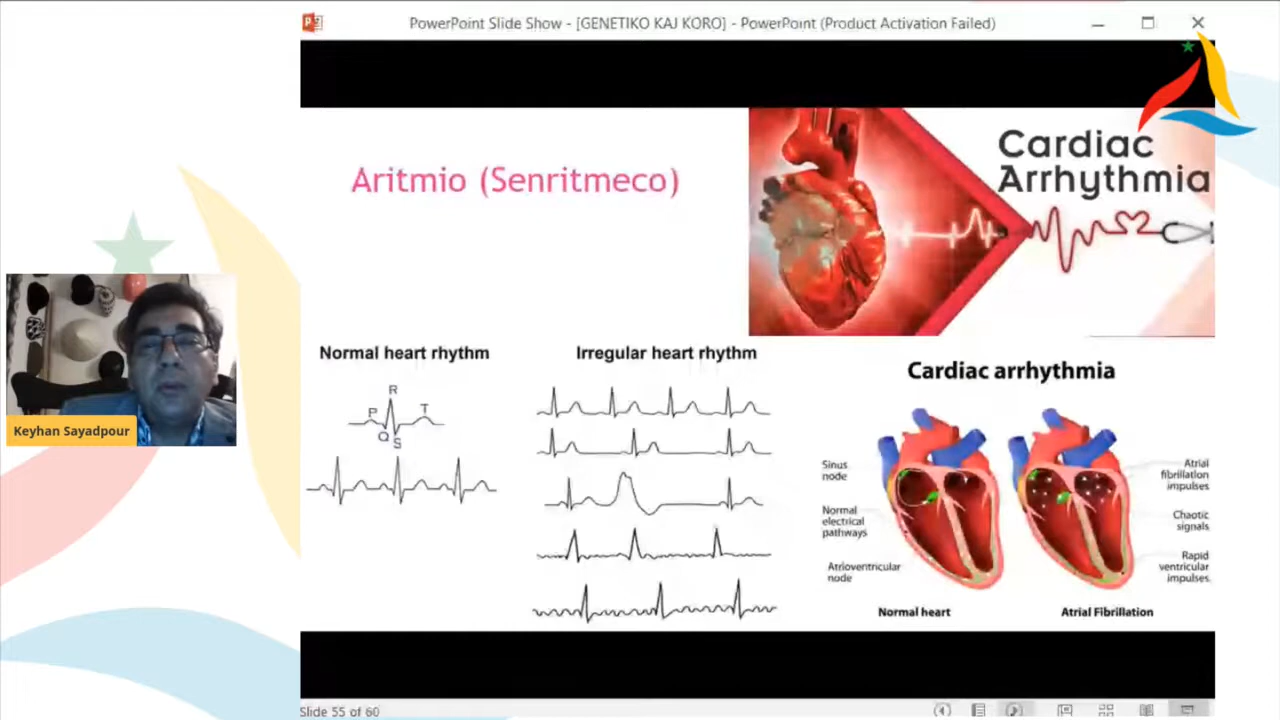 PowerPoint Slide Show - [GENETIKO KAJ KORO] - PowerPoint (Product Activation Failed)
Aritmio (Senritmeco)
Cardiac
Arrhythmia
Keyhan Sayadpour
Normal heart rhythm
R
P
T
Q
S
Irregular heart rhythm
Cardiac arrhythmia
Sinus
node
Normal
electrical
pathways
Atrioventricular
node
Atrial
fibrillation
impulses
Chaotic
signals
Rapid
ventricular
impulses
Normal heart
Atrial Fibrillation
Slide 55 of 60